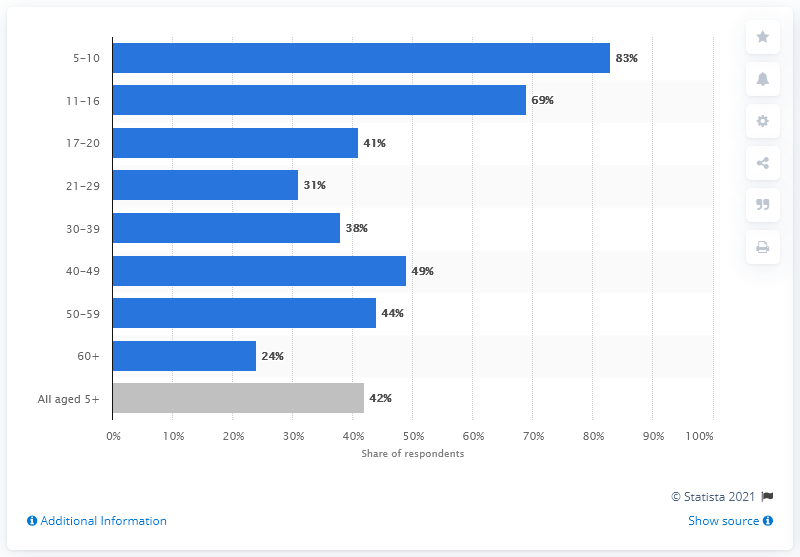 5–10 83%
11–16 69%
17–20 41%
21–29 31%
30–39 38%
40–49 49%
50–59 44%
60+ 24%
All aged 5+ 42%
0% 10% 20% 30% 40% 50% 60% 70% 80% 90% 100%
Share of respondents
© Statista 2021
Additional Information Show source